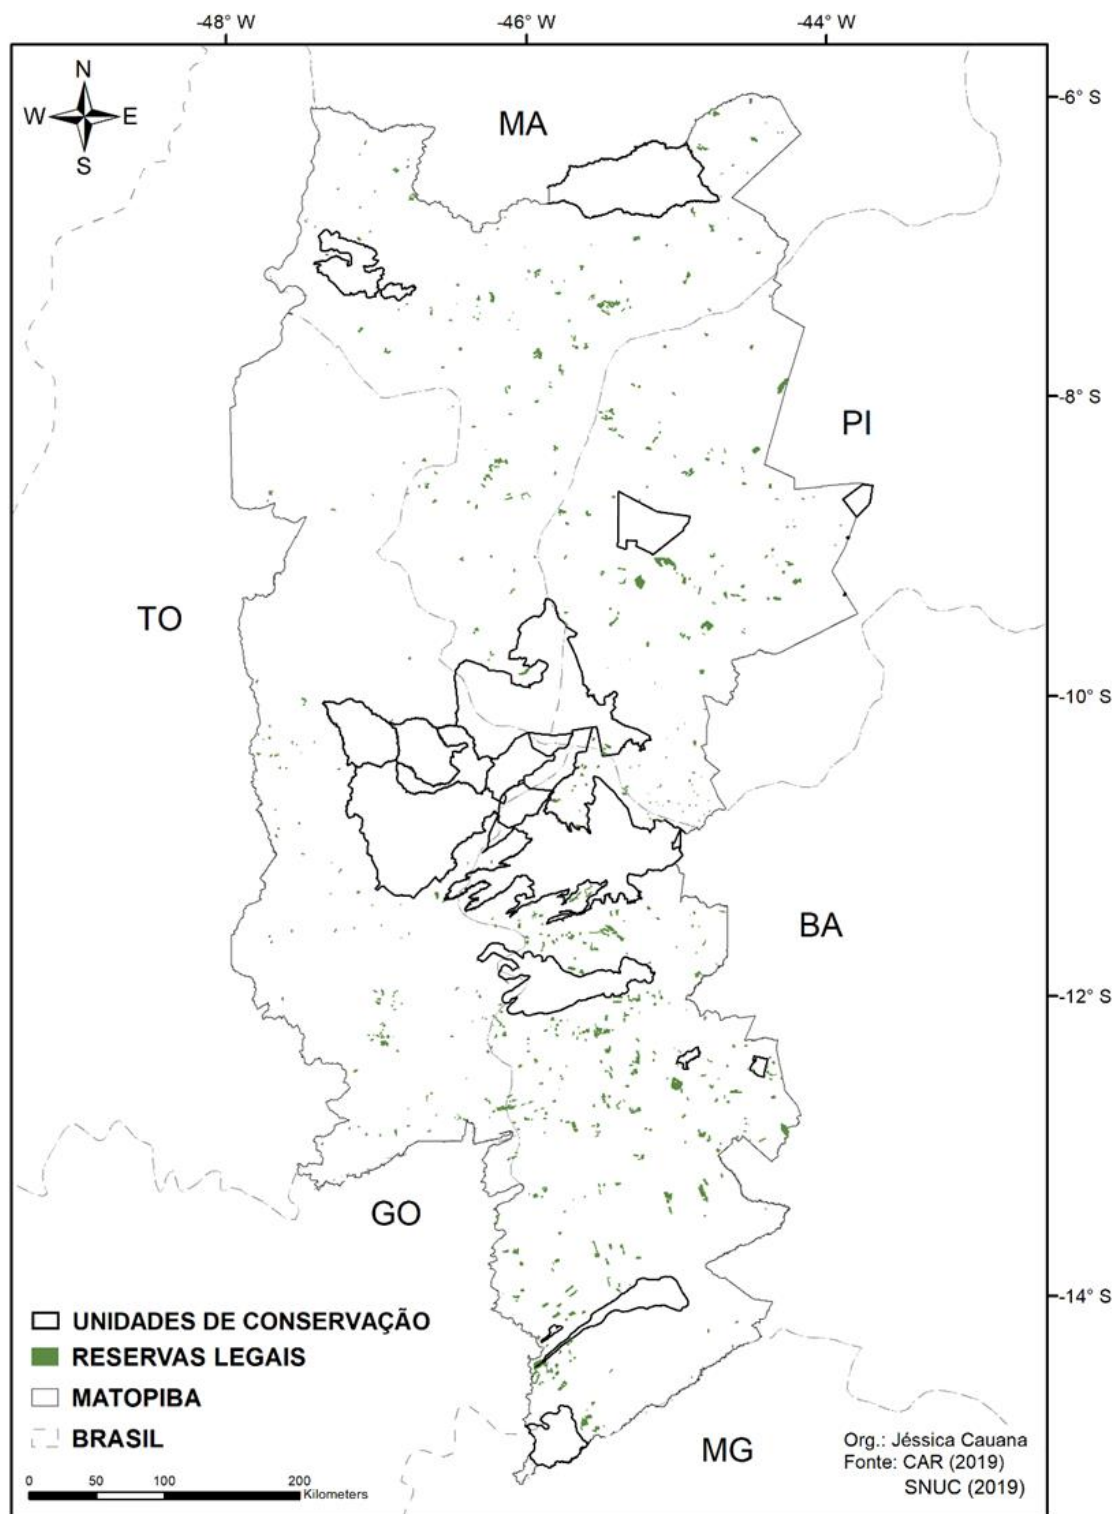 -48° W
-46° W
-44° W
N
W E
S
MA
-6° S
-8° S
PI
TO
-10° S
BA
-12° S
GO
-14° S
UNIDADES DE CONSERVAÇÃO
RESERVAS LEGAIS
MATOPIBA
BRASIL
MG
Org.: Jéssica Cauana
Fonte: CAR (2019)
SNUC (2019)
0 50 100 200
Kilometers